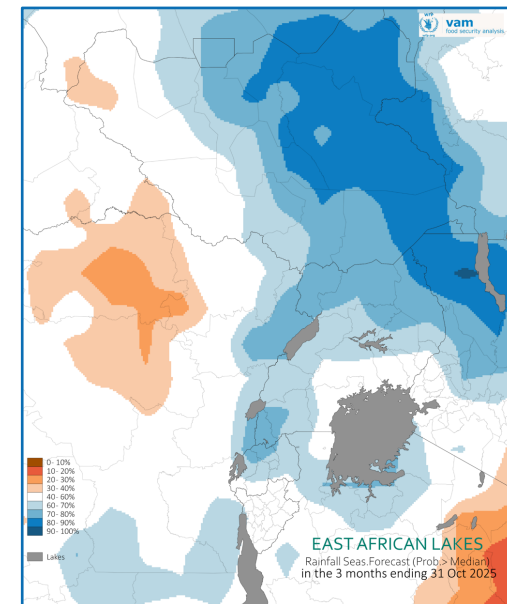 WFP
vam
food security analysis
0- 10%
10- 20%
20- 30%
30- 40%
40- 60%
60- 70%
70- 80%
80- 90%
90- 100%
Lakes
EAST AFRICAN LAKES
Rainfall Seas.Forecast (Prob.> Median)
in the 3 months ending 31 Oct 2025